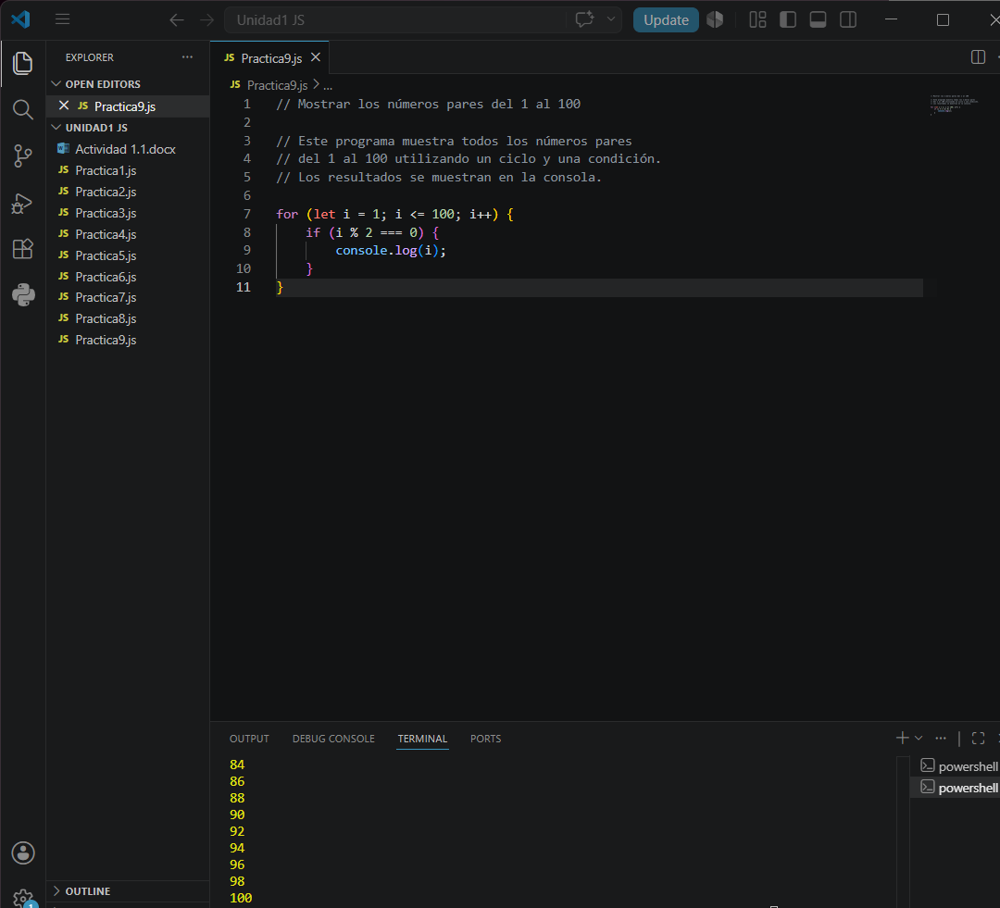 Unidad1 JS
Update
EXPLORER
OPEN EDITORS
JS Practica9.js
UNIDAD1 JS
Actividad 1.1.docx
JS Practica1.js
JS Practica2.js
JS Practica3.js
JS Practica4.js
JS Practica5.js
JS Practica6.js
JS Practica7.js
JS Practica8.js
JS Practica9.js
OUTLINE
1
JS Practica9.js
JS Practica9.js > ...
1 // Mostrar los números pares del 1 al 100
2
3 // Este programa muestra todos los números pares
4 // del 1 al 100 utilizando un ciclo y una condición.
5 // Los resultados se muestran en la consola.
6
7 for (let i = 1; i <= 100; i++) {
8 if (i % 2 === 0) {
9 console.log(i);
10 }
11 }
OUTPUT DEBUG CONSOLE TERMINAL PORTS
84
86
88
90
92
94
96
98
100
powershell
powershell